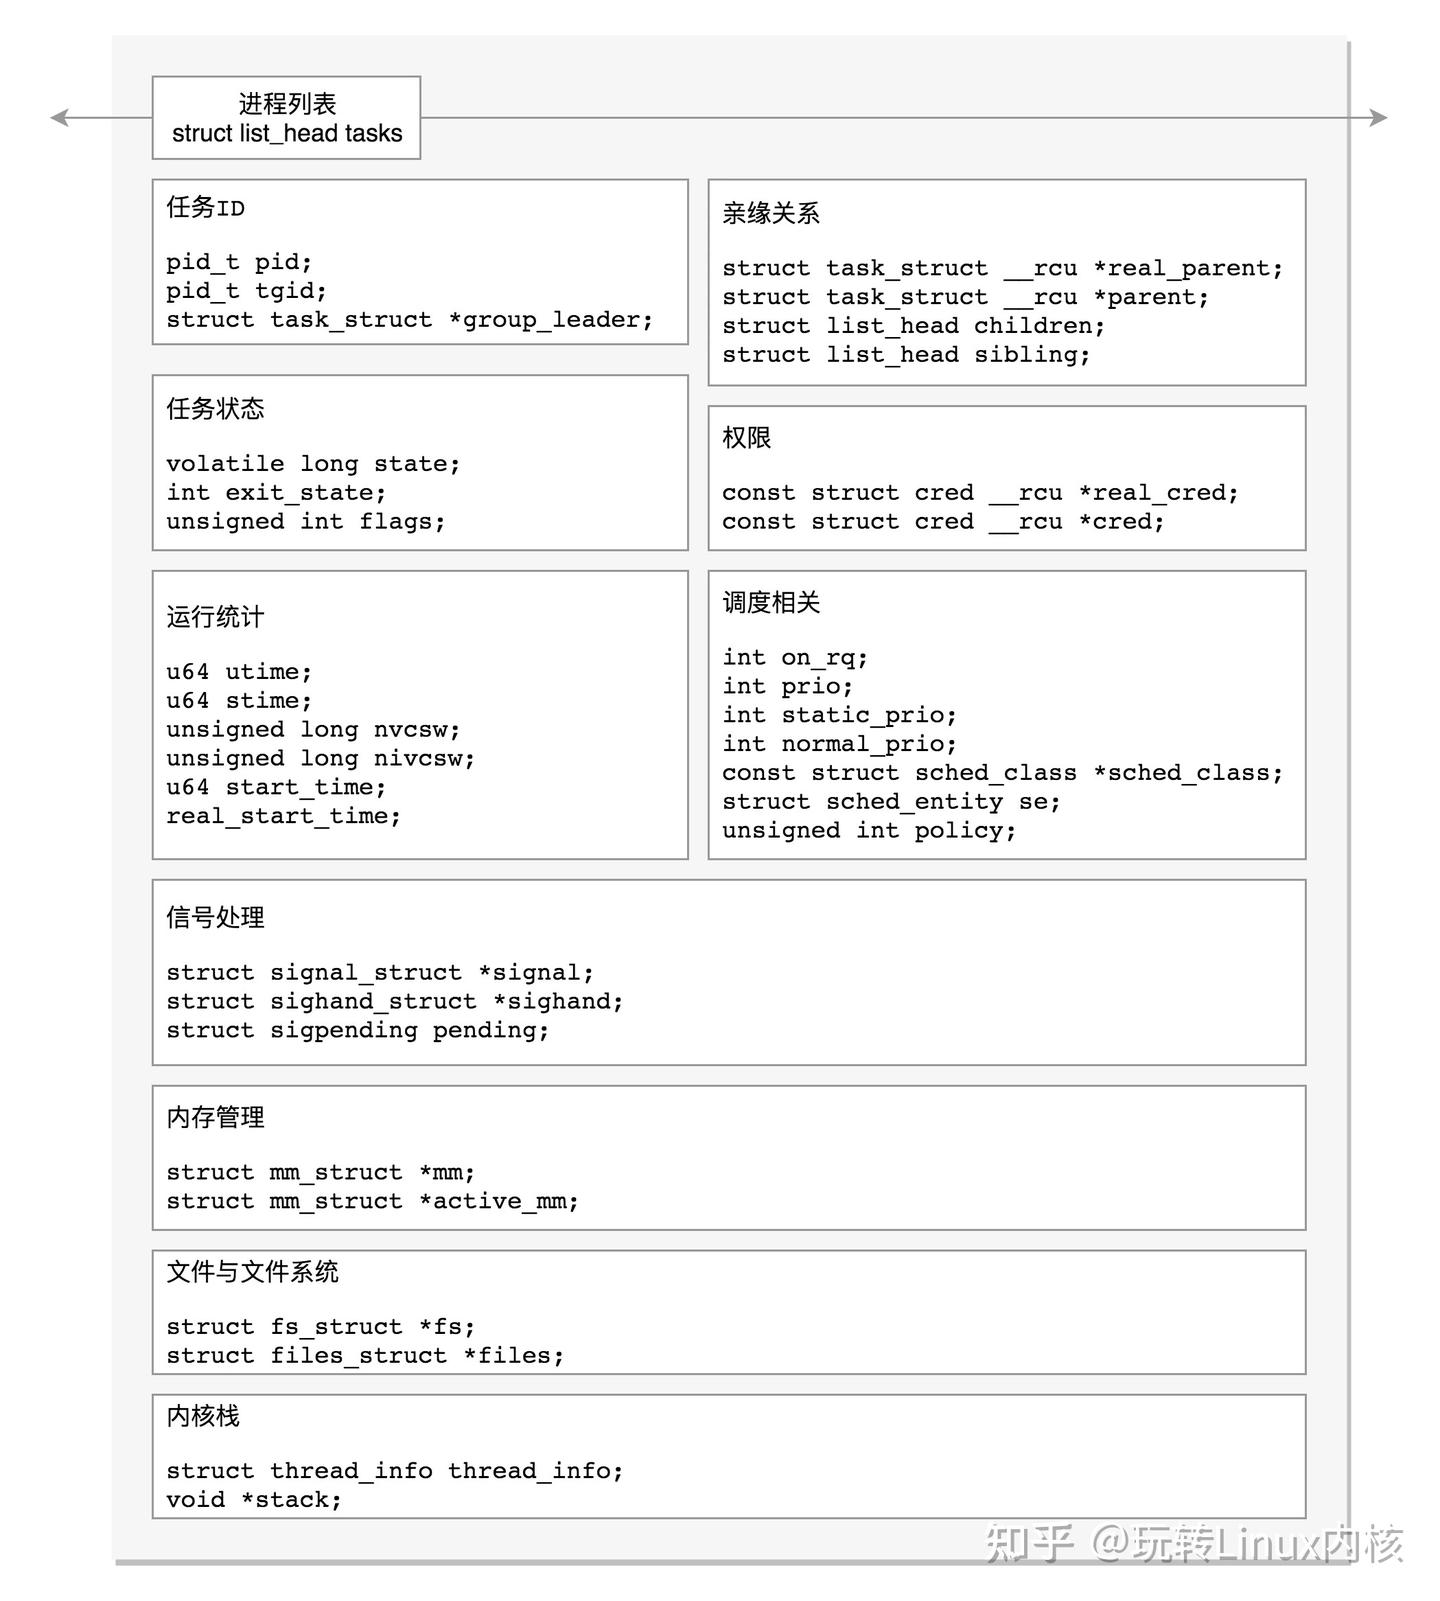 进程列表
struct list_head tasks
任务ID
pid_t pid;
pid_t tgid;
struct task_struct *group_leader;
亲缘关系
struct task_struct __rcu *real_parent;
struct task_struct __rcu *parent;
struct list_head children;
struct list_head sibling;
任务状态
volatile long state;
int exit_state;
unsigned int flags;
权限
const struct cred __rcu *real_cred;
const struct cred __rcu *cred;
运行统计
u64 utime;
u64 stime;
unsigned long nvcsw;
unsigned long nivcsw;
u64 start_time;
real_start_time;
调度相关
int on_rq;
int prio;
int static_prio;
int normal_prio;
const struct sched_class *sched_class;
struct sched_entity se;
unsigned int policy;
信号处理
struct signal_struct *signal;
struct sighand_struct *sighand;
struct sigpending pending;
内存管理
struct mm_struct *mm;
struct mm_struct *active_mm;
文件与文件系统
struct fs_struct *fs;
struct files_struct *files;
内核栈
struct thread_info thread_info;
void *stack;
知乎 @玩转Linux内核